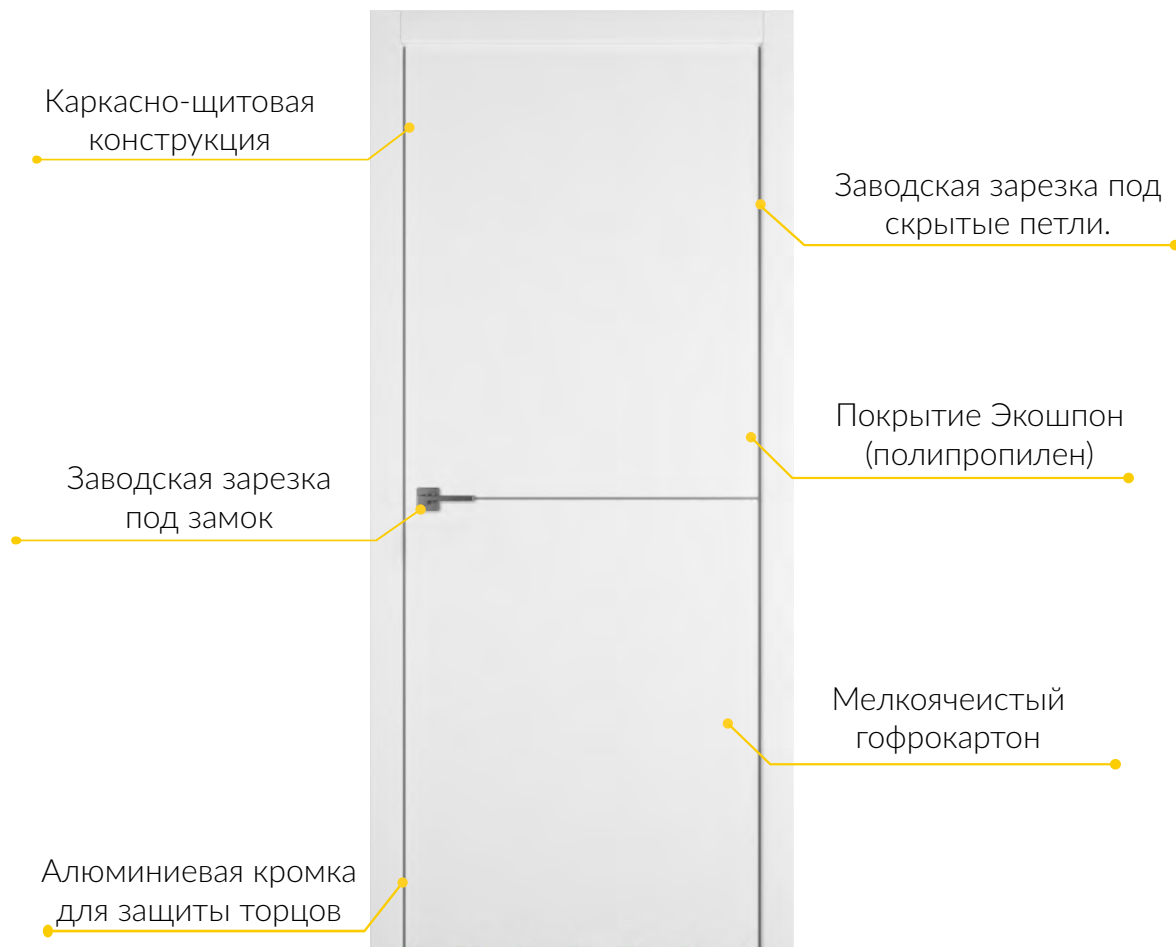 Каркасно-щитовая
конструкция
Заводская зарезка под
скрытые петли.
Покрытие Экошпон
(полипропилен)
Заводская зарезка
под замок
Мелкоячеистый
гофрокартон
Алюминиевая кромка
для защиты торцов